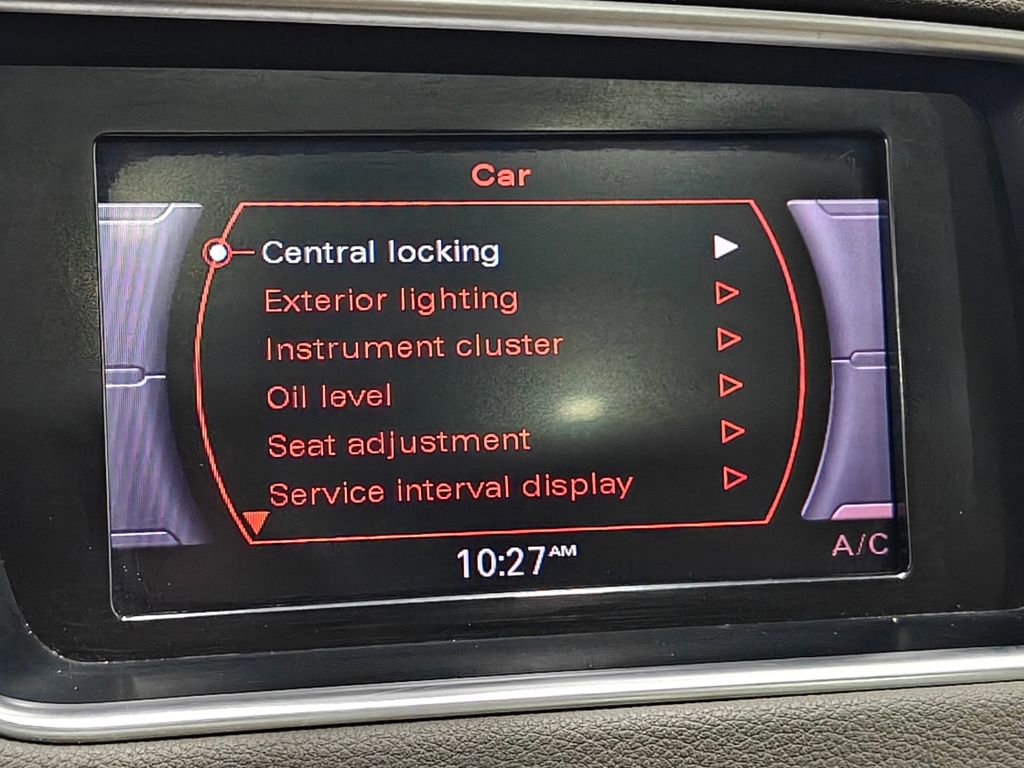 Car
Central locking
Exterior lighting
Instrument cluster
Oil level
Seat adjustment
Service interval display
10:27AM
A/C